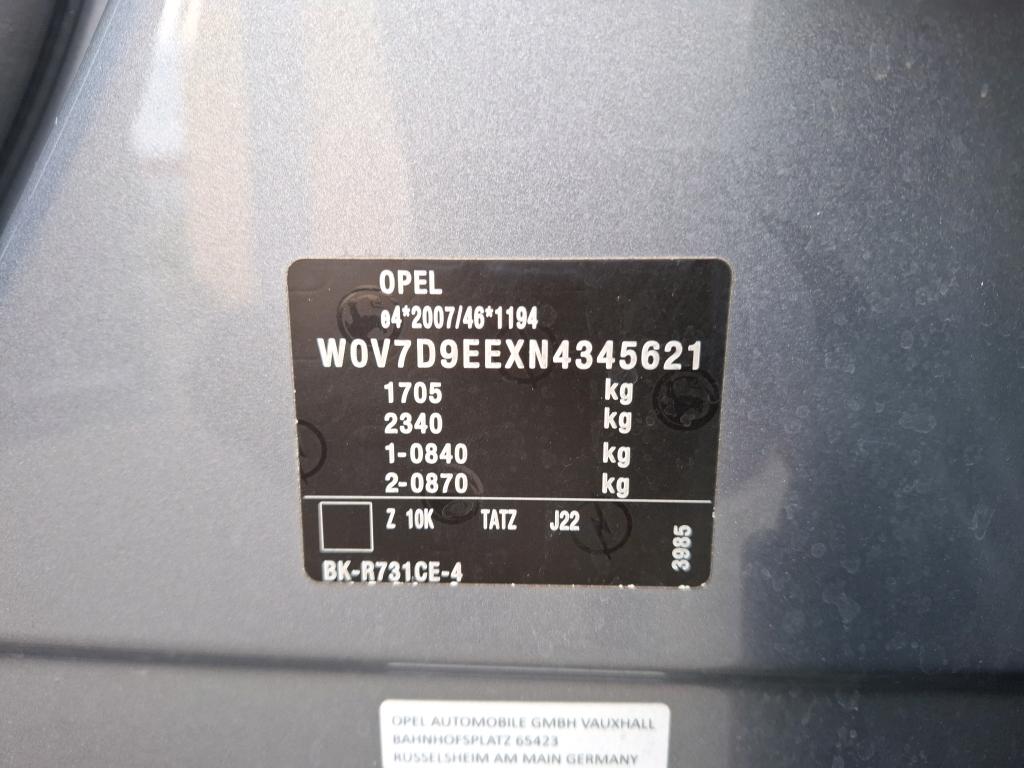 OPEL
e4*2007/46*1194
W0V7D9EEXN4345621
1705 kg
2340 kg
1-0840 kg
2-0870 kg
Z 10K TATZ J22
3985
BK-R731CE-4
OPEL AUTOMOBILE GMBH VAUXHALL
BAHNHOFSPLATZ 65423
RÜSSELSHEIM AM MAIN GERMANY